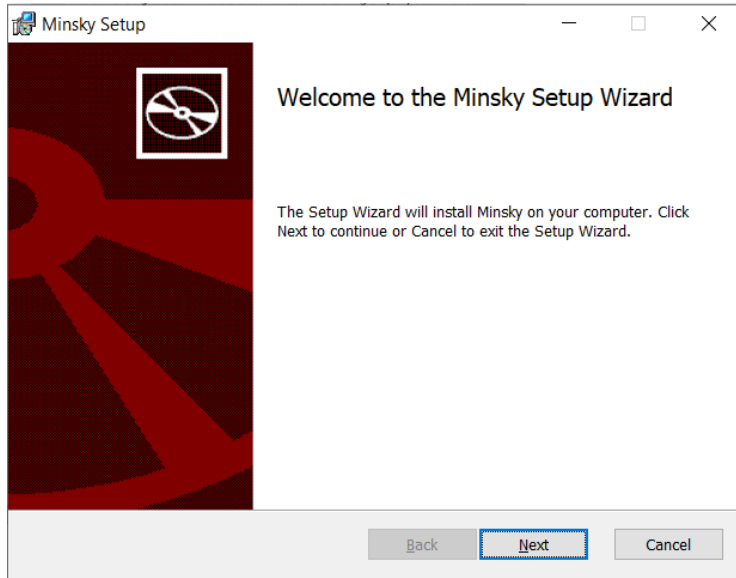 Minsky Setup
Welcome to the Minsky Setup Wizard
The Setup Wizard will install Minsky on your computer. Click
Next to continue or Cancel to exit the Setup Wizard.
Back
Next
Cancel